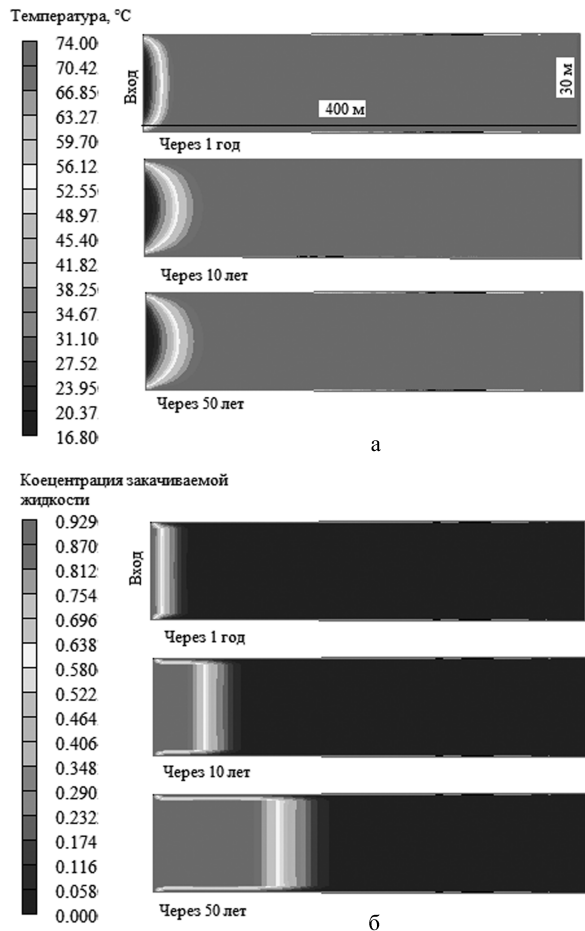 Температура, °C
74.00
70.42
66.85
63.27
59.70
56.12
52.55
48.97
45.40
41.82
38.25
34.67
31.10
27.52
23.95
20.37
16.80
Вход
400 м
30 м
Через 1 год
Через 10 лет
Через 50 лет
а
Коецентрация закачиваемой
жидкости
0.929
0.870
0.812
0.754
0.696
0.638
0.580
0.522
0.464
0.406
0.348
0.290
0.232
0.174
0.116
0.058
0.000
Вход
Через 1 год
Через 10 лет
Через 50 лет
б